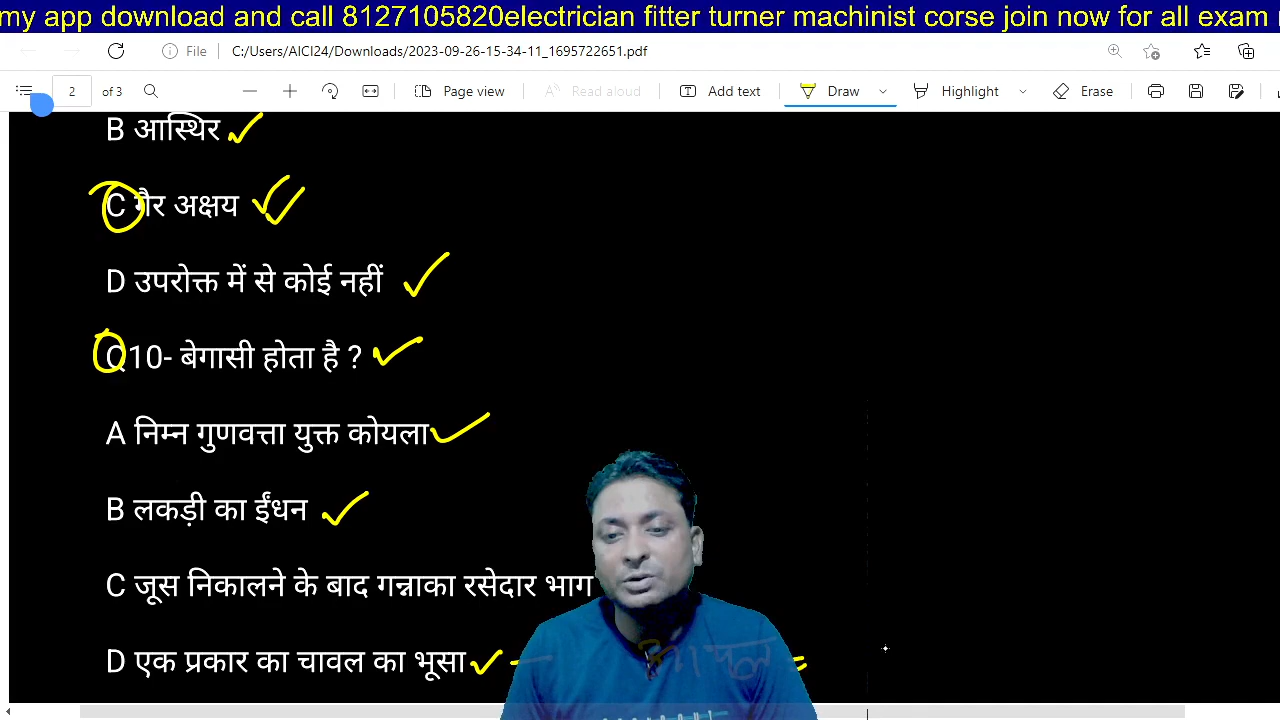 my app download and call 8127105820electrician fitter turner machinist corse join now for all exam
File C:/Users/AICI24/Downloads/2023-09-26-15-34-11_1695722651.pdf
2 of 3 Page view Read aloud Add text Draw Highlight Erase
B आस्थिर
C गैर अक्षय
D उपरोक्त में से कोई नहीं
Q10- बेगासी होता है ?
A निम्न गुणवत्ता युक्त कोयला
B लकड़ी का ईंधन
C जूस निकालने के बाद गन्नाका रसेदार भाग
D एक प्रकार का चावल का भूसा